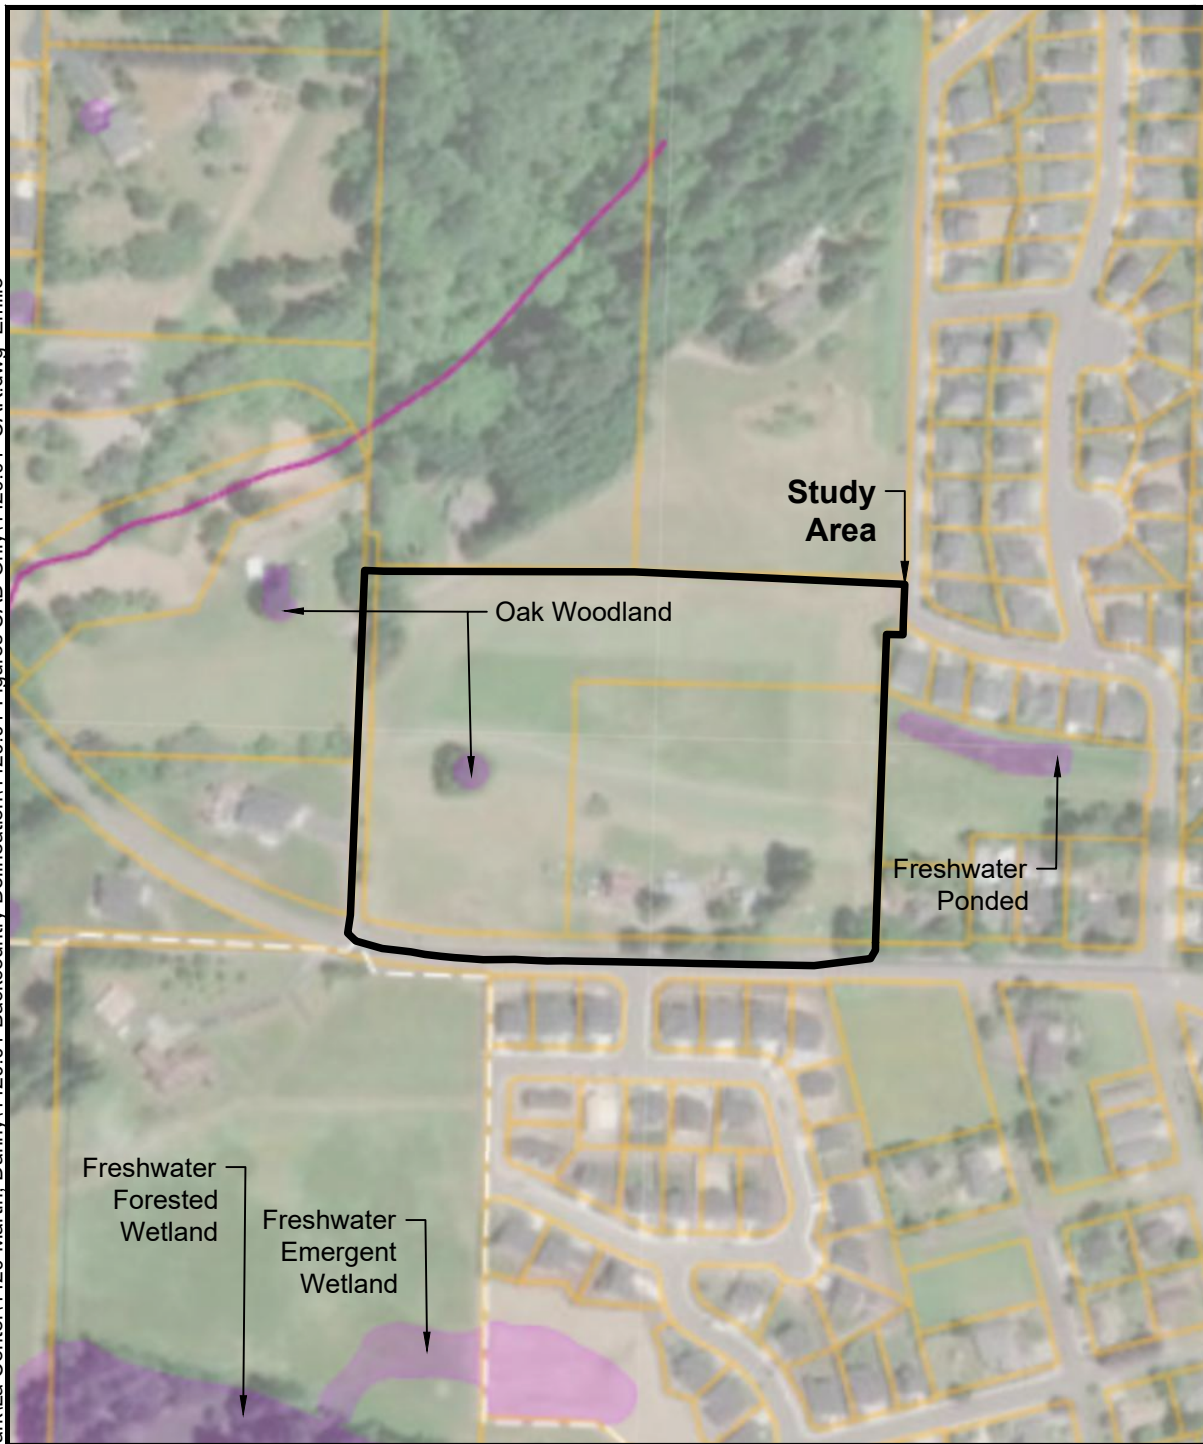 Study
Area
Oak Woodland
Freshwater
Ponded
Freshwater
Forested
Wetland
Freshwater
Emergent
Wetland